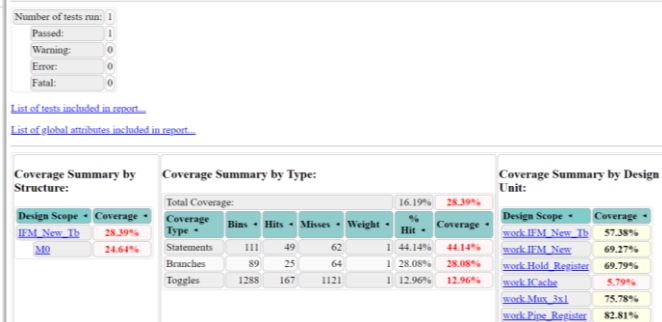 Number of tests run: 1
Passed: 1
Warning: 0
Error: 0
Fatal: 0
List of tests included in report...
List of global attributes included in report...
Coverage Summary by Structure:
Design Scope Coverage
IFM_New_Tb 28.39%
M0 24.64%
Coverage Summary by Type:
Total Coverage: 16.19% 28.39%
Coverage Type Bins Hits Misses Weight % Hit Coverage
Statements 111 49 62 1 44.14% 44.14%
Branches 89 25 64 1 28.08% 28.08%
Toggles 1288 167 1121 1 12.96% 12.96%
Coverage Summary by Design Unit:
Design Scope Coverage
work.IFM_New_Tb 57.38%
work.IFM_New 69.27%
work.Hold_Register 69.79%
work.ICache 5.79%
work.Mux_3x1 75.78%
work.Pipe_Register 82.81%